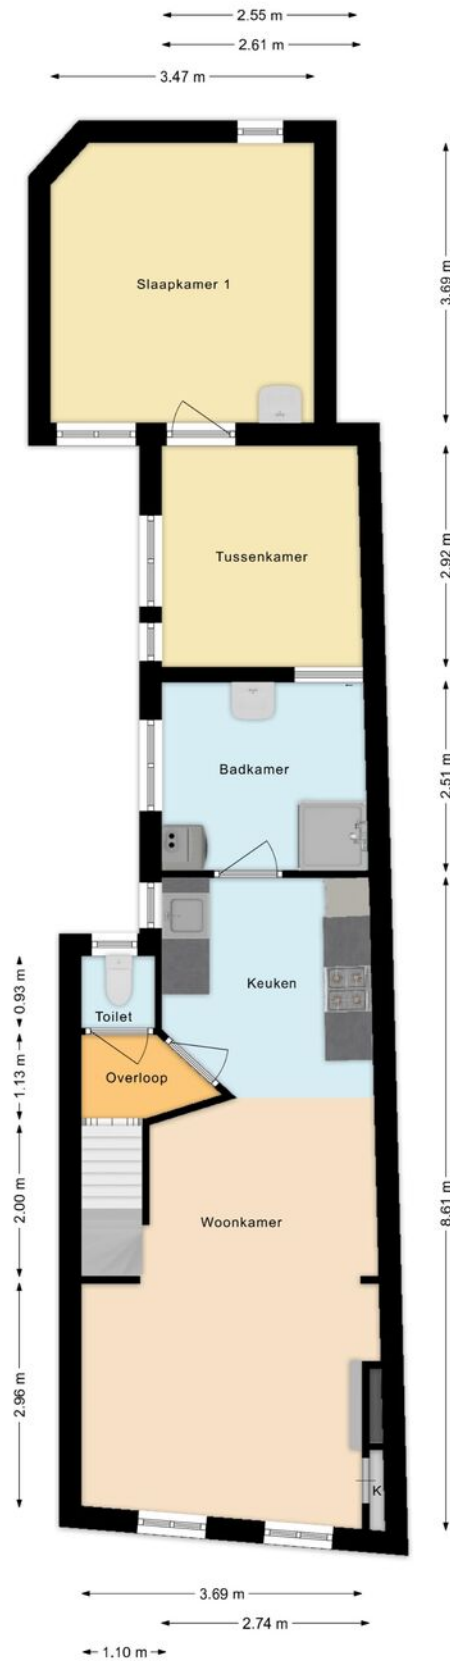 2.55 m
2.61 m
3.47 m
Slaapkamer 1
3.69 m
Tussenkamer
2.92 m
Badkamer
2.51 m
Keuken
0.93 m
Toilet
Overloop
1.13 m
2.00 m
Woonkamer
8.61 m
2.96 m
K
3.69 m
2.74 m
1.10 m